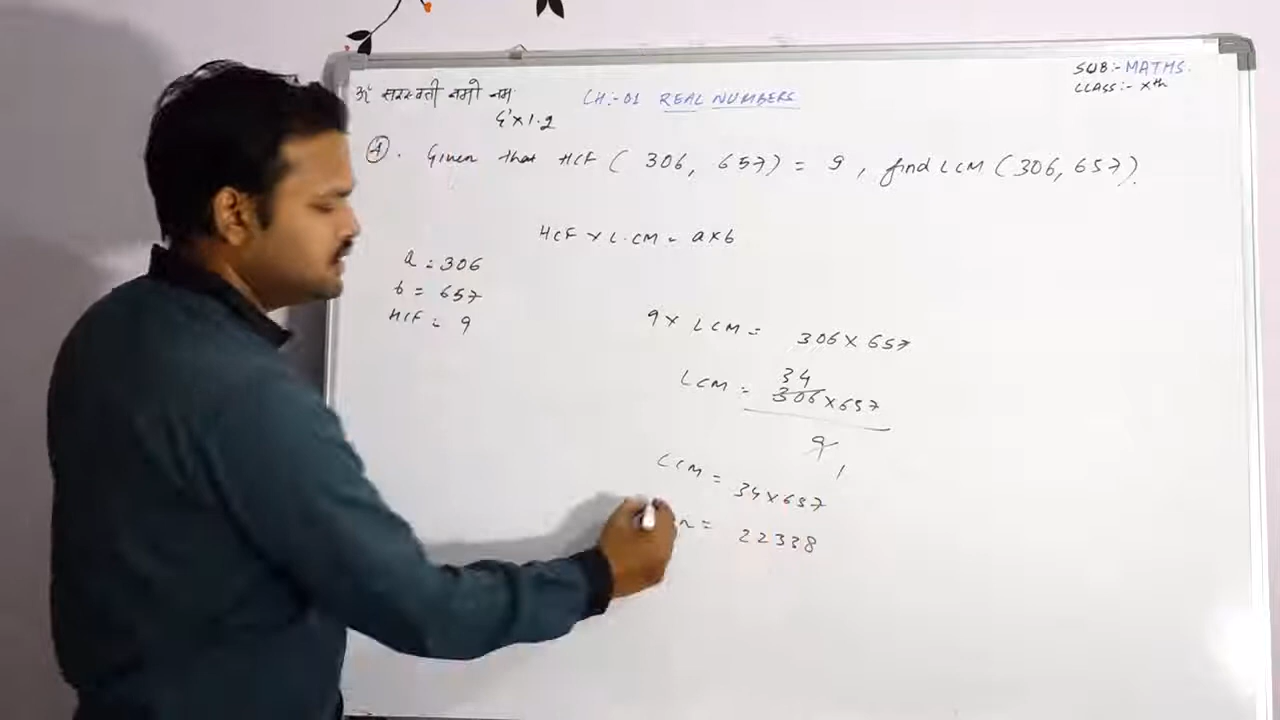 ॐ सरस्वती नमो नमः
CH:-01 REAL NUMBERS
SUB:- MATHS.
CLASS:- Xth
Ex 1.2
4. Given that HCF ( 306, 657) = 9, find LCM (306, 657).
HCF × L.CM = a×b
a = 306
b = 657
HCF = 9
9 × LCM = 306 × 657
34
LCM = 306×657
9
1
LCM = 34×657
= 22338